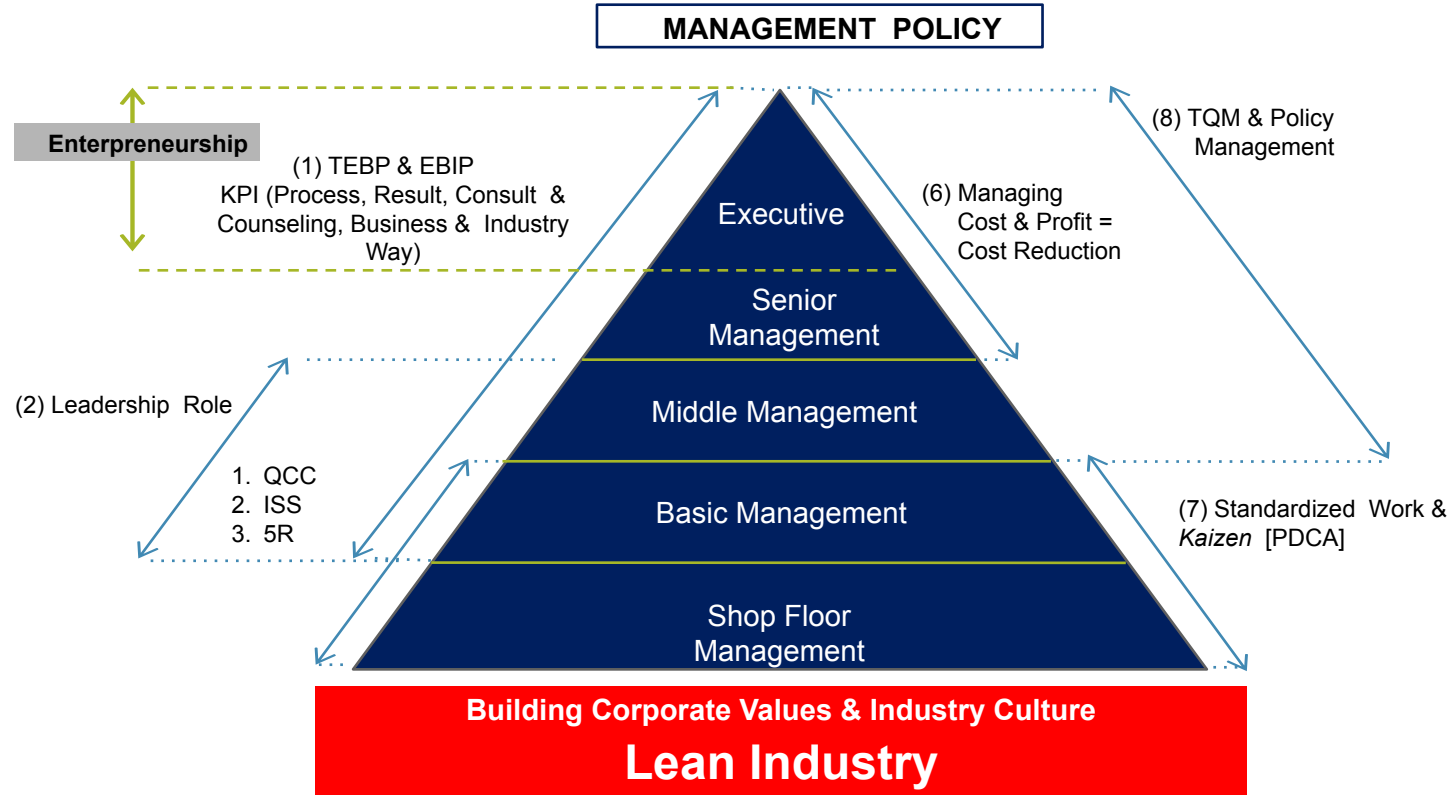 MANAGEMENT POLICY
Enterpreneurship
(1) TEBP & EBIP
KPI (Process, Result, Consult &
Counseling, Business & Industry
Way)
(8) TQM & Policy
Management
Executive
(6) Managing
Cost & Profit =
Cost Reduction
Senior
Management
(2) Leadership Role
Middle Management
1. QCC
2. ISS
3. 5R
Basic Management
(7) Standardized Work &
Kaizen [PDCA]
Shop Floor
Management
Building Corporate Values & Industry Culture
Lean Industry